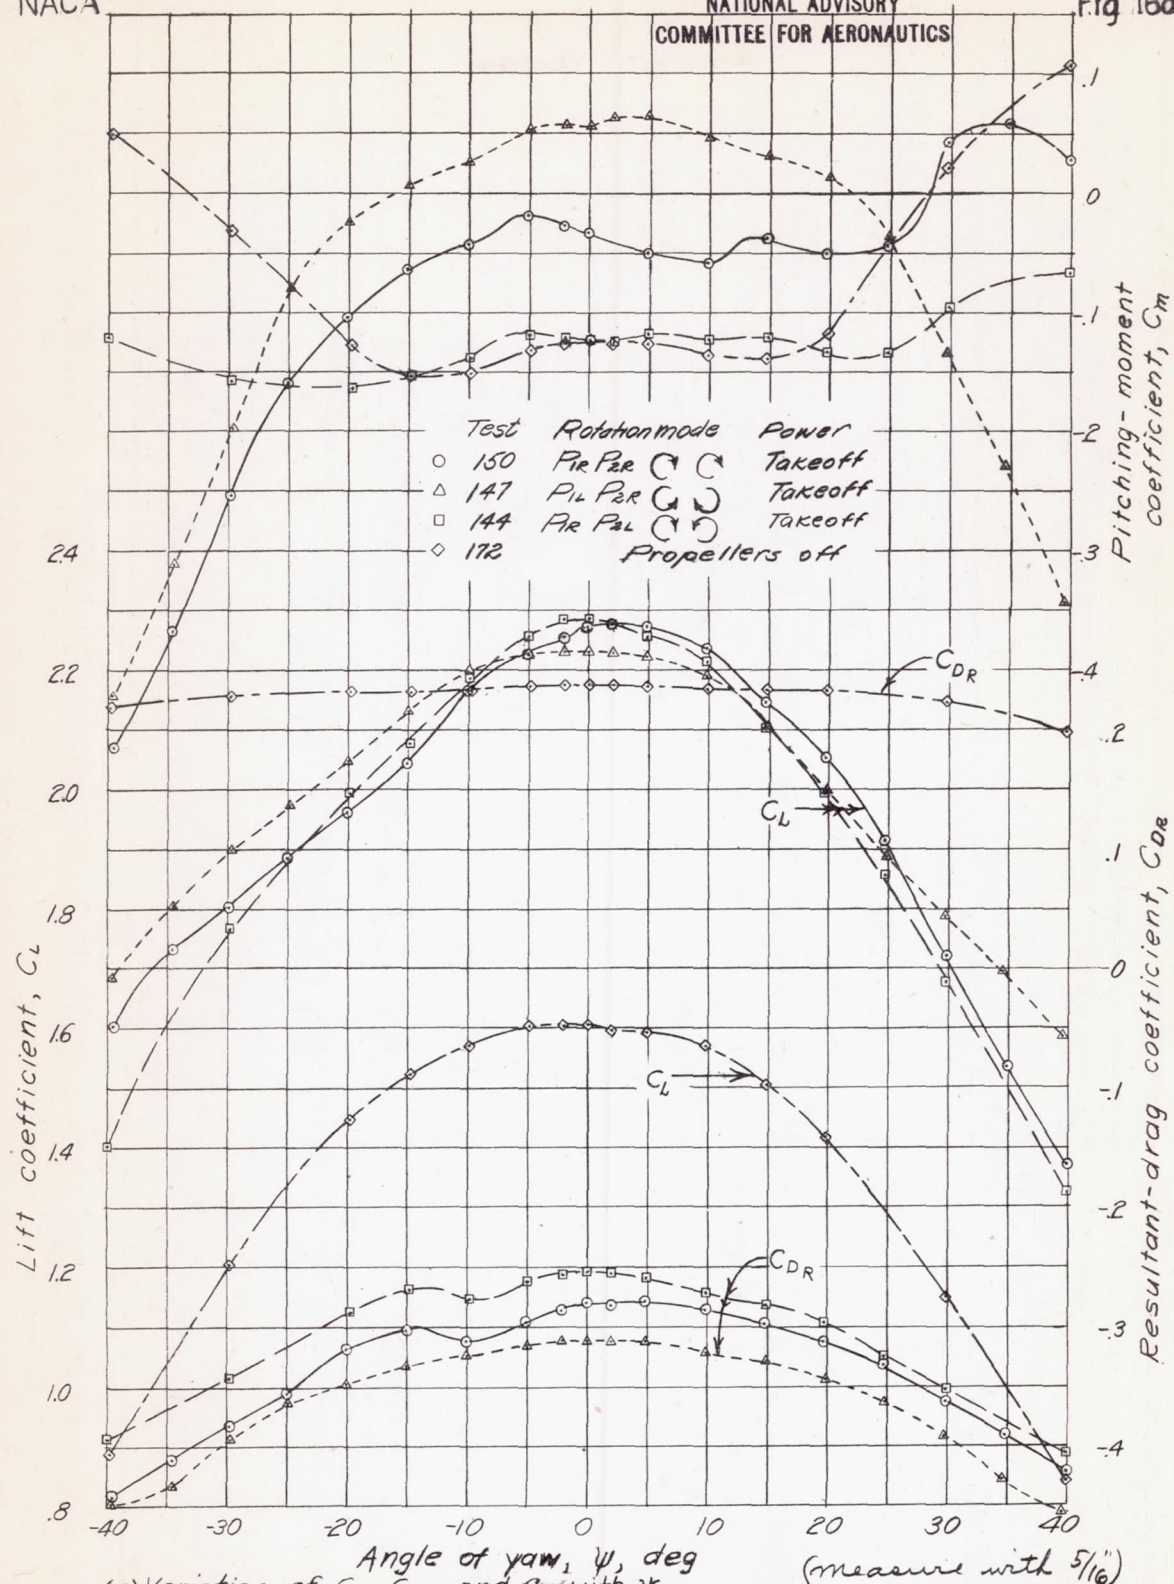 NACA
NATIONAL ADVISORY
COMMITTEE FOR AERONAUTICS
Fig 16a
.1
0
-.1
-.2
-.3
-.4
Pitching-moment
coefficient, Cm
Test Rotation mode Power
150 P1R P2R Takeoff
147 P1L P2R Takeoff
144 P1R P2L Takeoff
172 Propellers off
CDR
CL
CL
CDR
2.4
2.2
2.0
1.8
1.6
1.4
1.2
1.0
.8
Lift coefficient, CL
.2
.1
0
-.1
-.2
-.3
-.4
Resultant-drag coefficient, CDR
-40 -30 -20 -10 0 10 20 30 40
Angle of yaw, ψ, deg
(measure with 5/16")
(a) Variation of